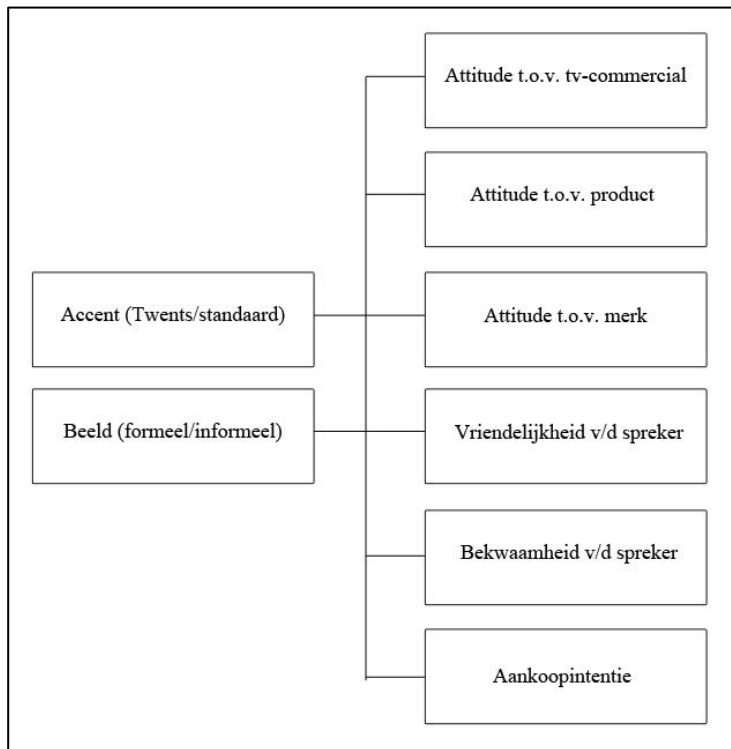 Accent (Twents/standaard)
Beeld (formeel/informeel)
Attitude t.o.v. tv-commercial
Attitude t.o.v. product
Attitude t.o.v. merk
Vriendelijkheid v/d spreker
Bekwaamheid v/d spreker
Aankoopintentie